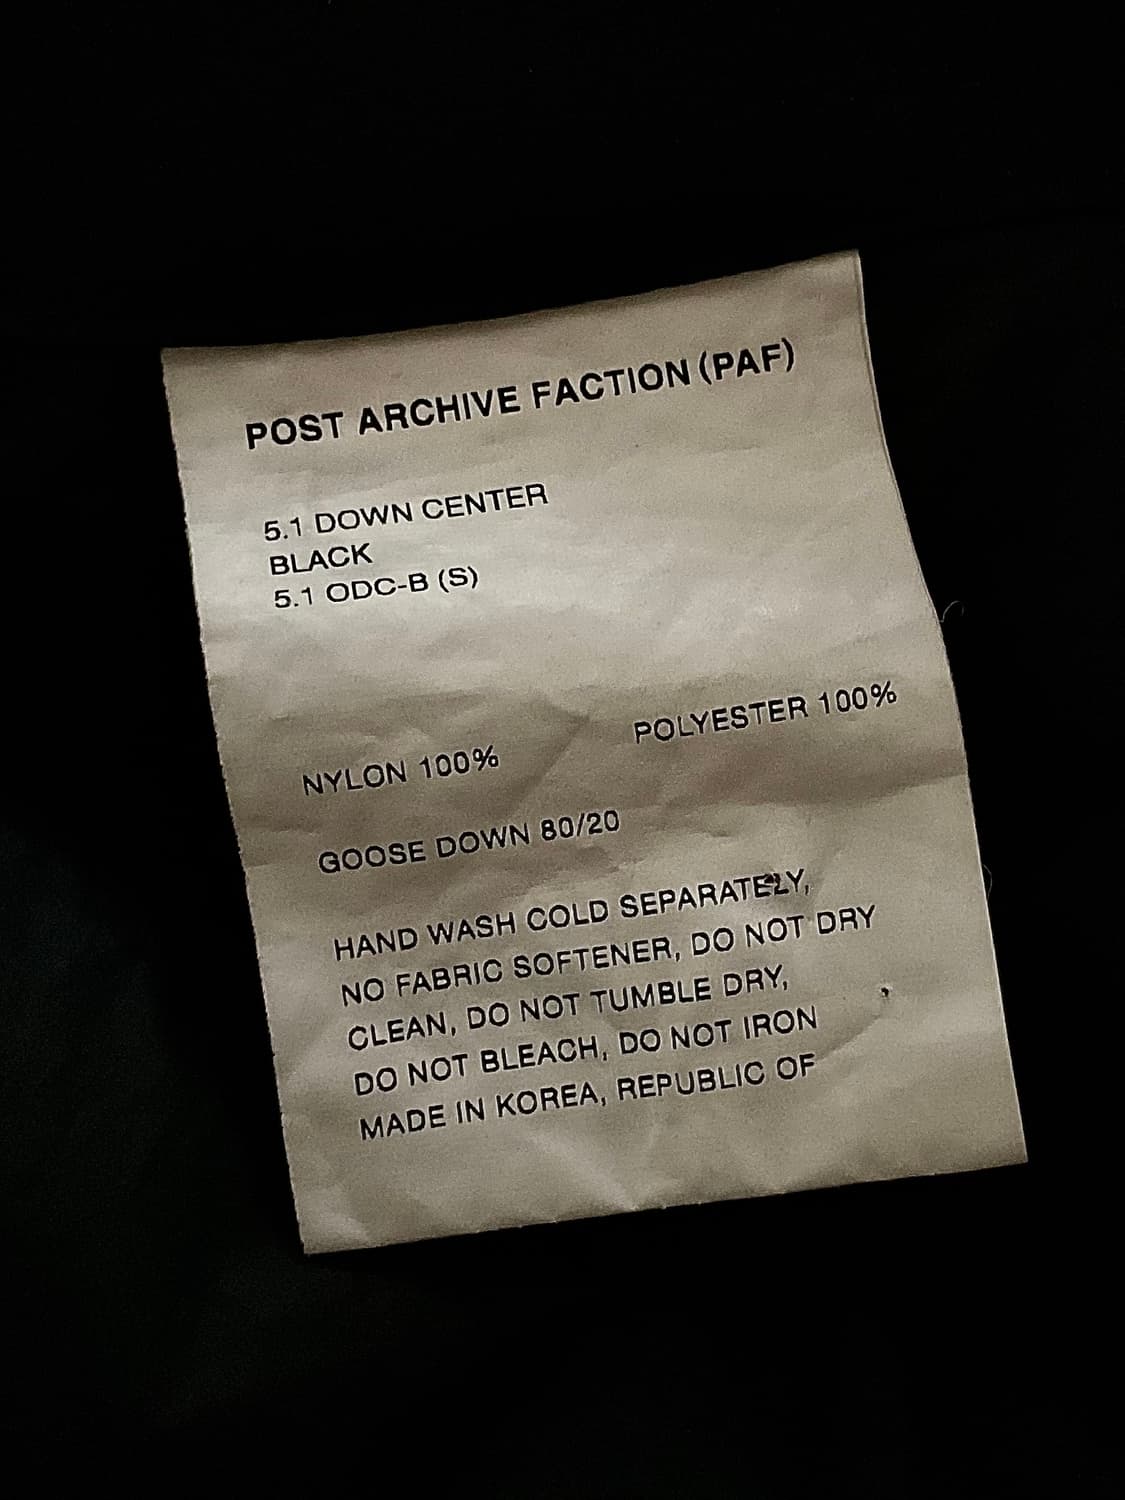 POST ARCHIVE FACTION (PAF)
5.1 DOWN CENTER
BLACK
5.1 ODC-B (S)
NYLON 100%
POLYESTER 100%
GOOSE DOWN 80/20
HAND WASH COLD SEPARATELY,
NO FABRIC SOFTENER, DO NOT DRY
CLEAN, DO NOT TUMBLE DRY,
DO NOT BLEACH, DO NOT IRON
MADE IN KOREA, REPUBLIC OF